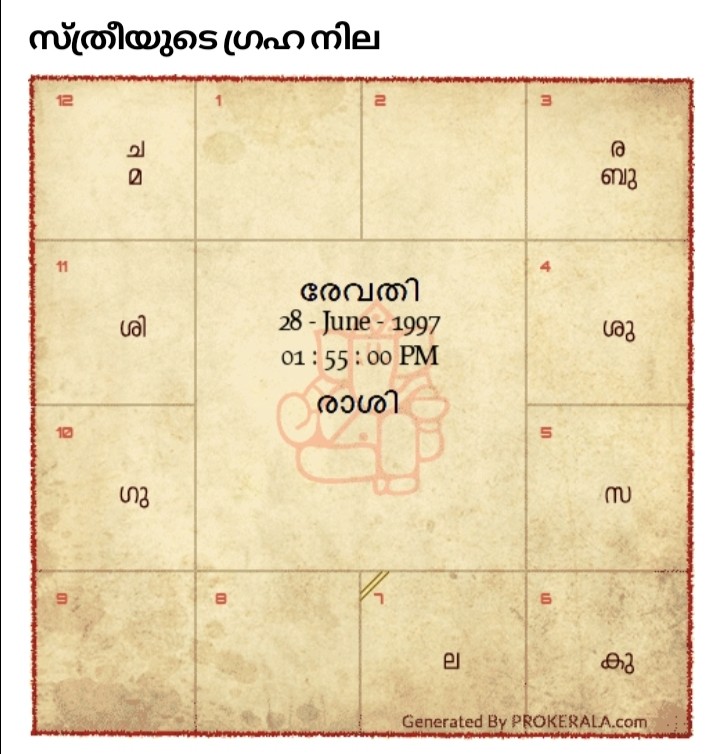 സ്ത്രീയുടെ ഗ്രഹ നില
12
1
2
3
ച
മ
ര
ബു
11
4
രേവതി
28 - June - 1997
01 : 55 : 00 PM
രാശി
ശി
ശു
10
5
ഗു
സ
9
8
7
6
ല
കു
Generated By PROKERALA.com